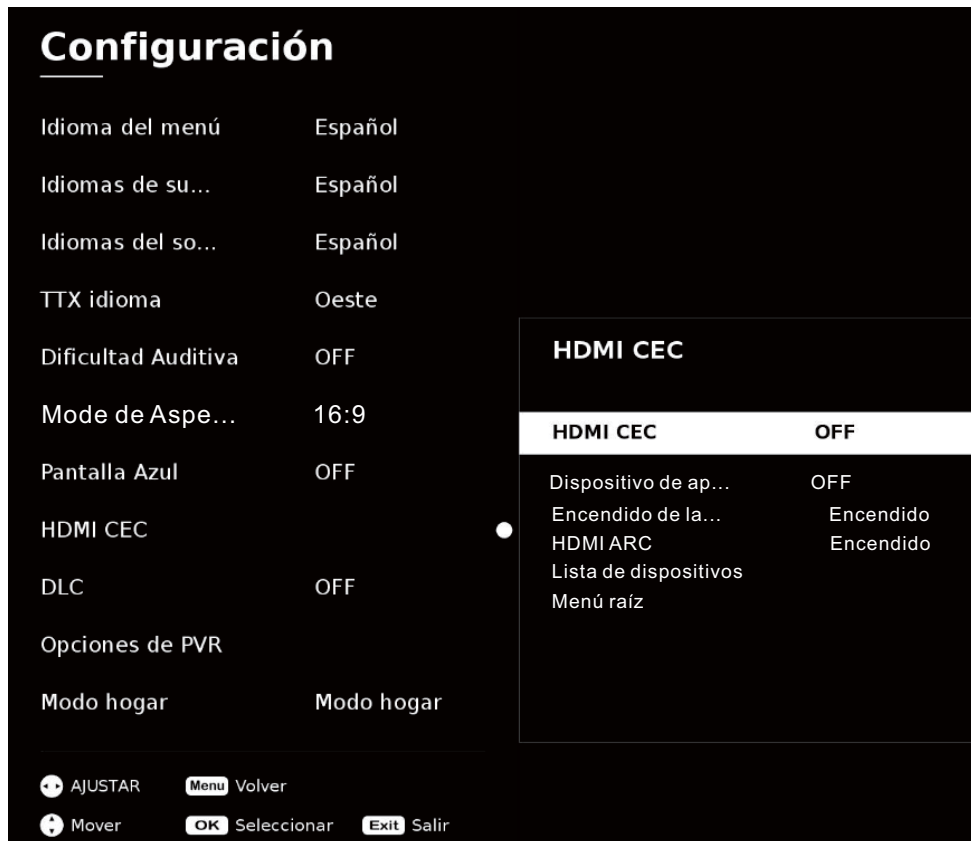 Configuración
Idioma del menú Español
Idiomas de su... Español
Idiomas del so... Español
TTX idioma Oeste
Dificultad Auditiva OFF
Mode de Aspe... 16:9
Pantalla Azul OFF
HDMI CEC
DLC OFF
Opciones de PVR
Modo hogar Modo hogar
AJUSTAR Menu Volver
Mover OK Seleccionar Exit Salir
HDMI CEC
HDMI CEC OFF
Dispositivo de ap... OFF
Encendido de la... Encendido
HDMI ARC Encendido
Lista de dispositivos
Menú raíz